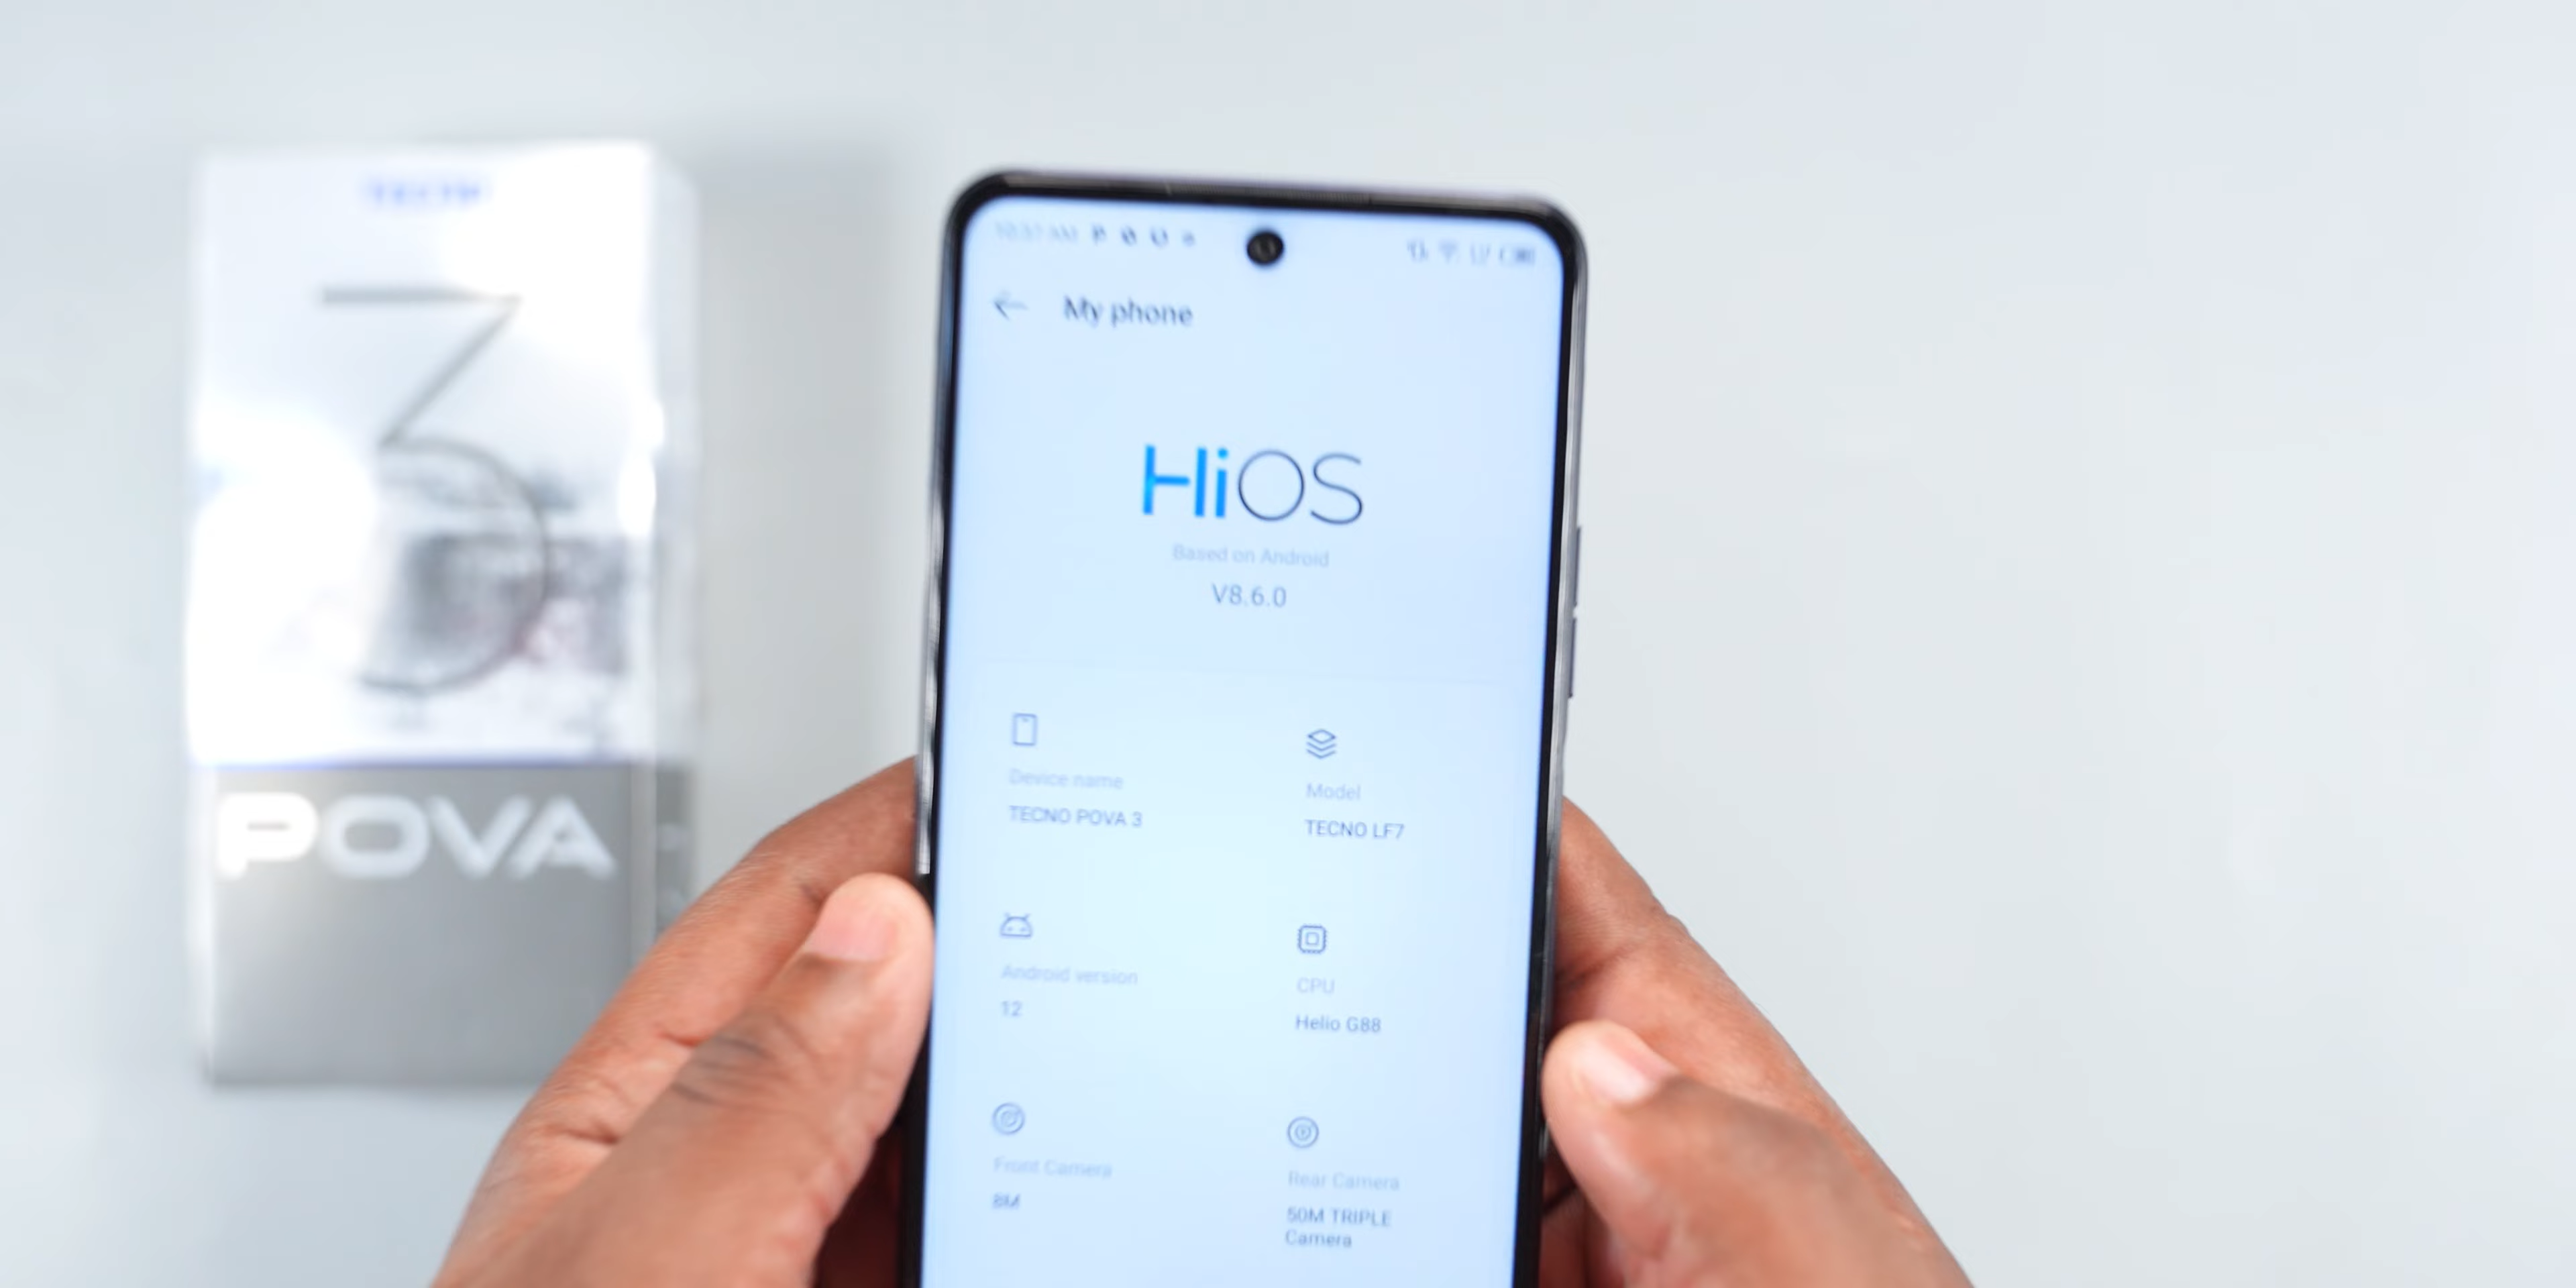 3
POVA
My phone
HiOS
Based on Android
V8.6.0
Device name
TECNO POVA 3
Model
TECNO LF7
Android version
12
CPU
Helio G88
Front Camera
8M
Rear Camera
50M TRIPLE
Camera